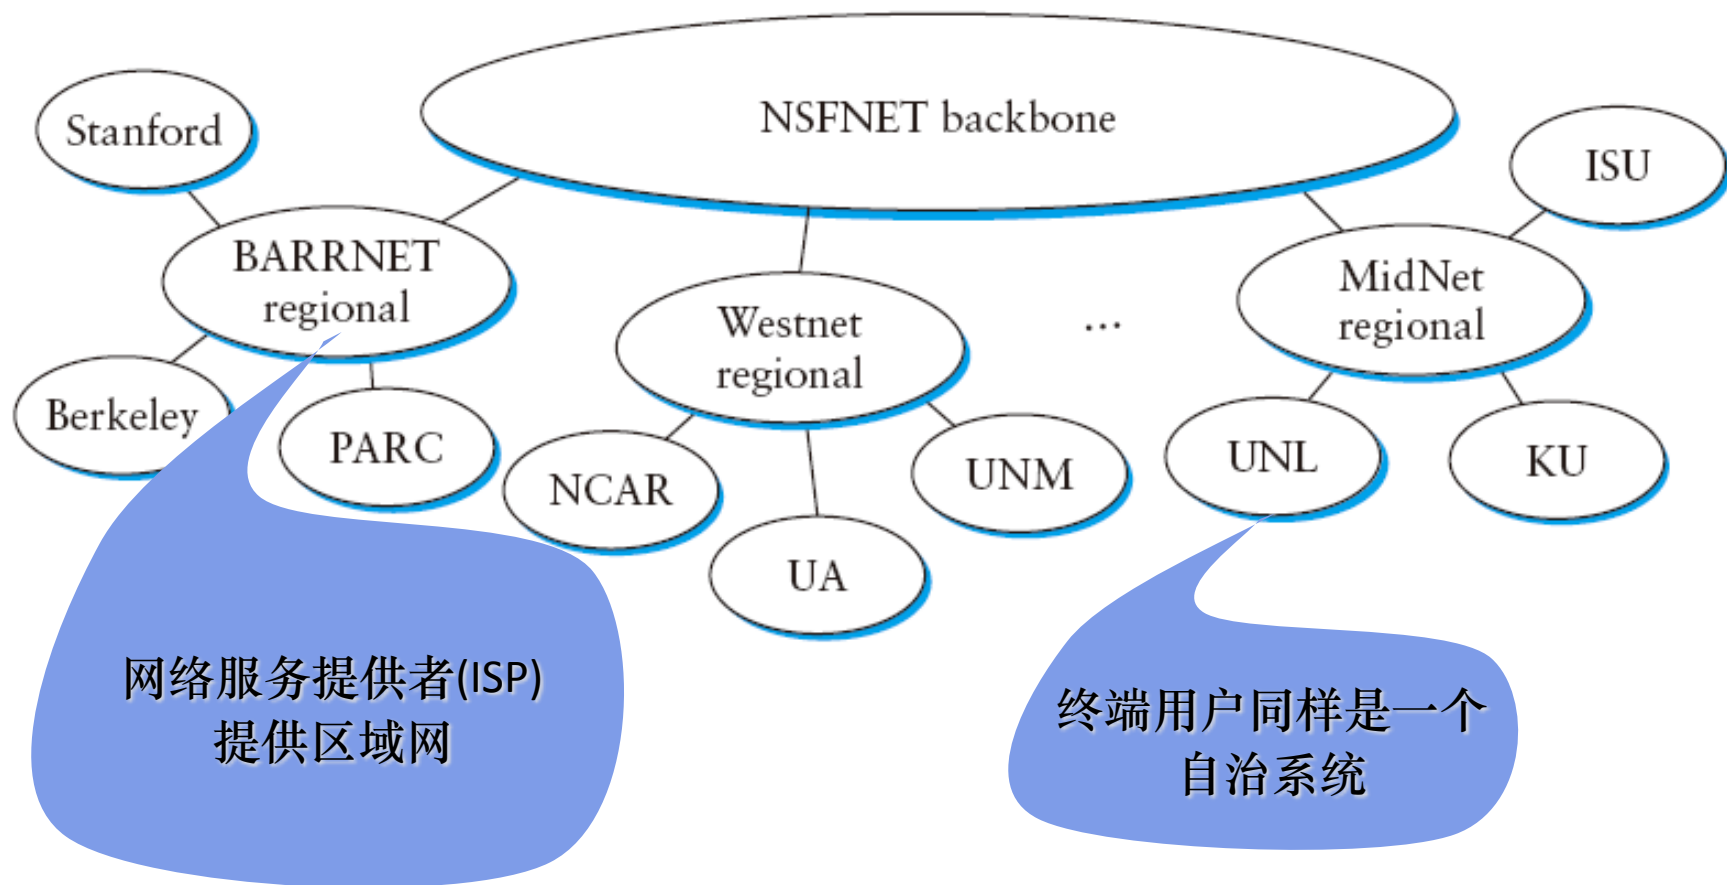 NSFNET backbone
Stanford
ISU
BARRNET
regional
MidNet
regional
Westnet
regional
...
Berkeley
PARC
NCAR
UNM
UNL
KU
UA
网络服务提供者(ISP)
提供区域网
终端用户同样是一个
自治系统